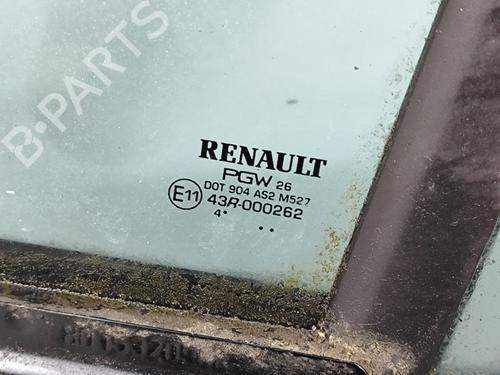 B-PARTS
RENAULT
PGW 26
DOT 904 AS2 M527
E11 43R-000262
4• ••